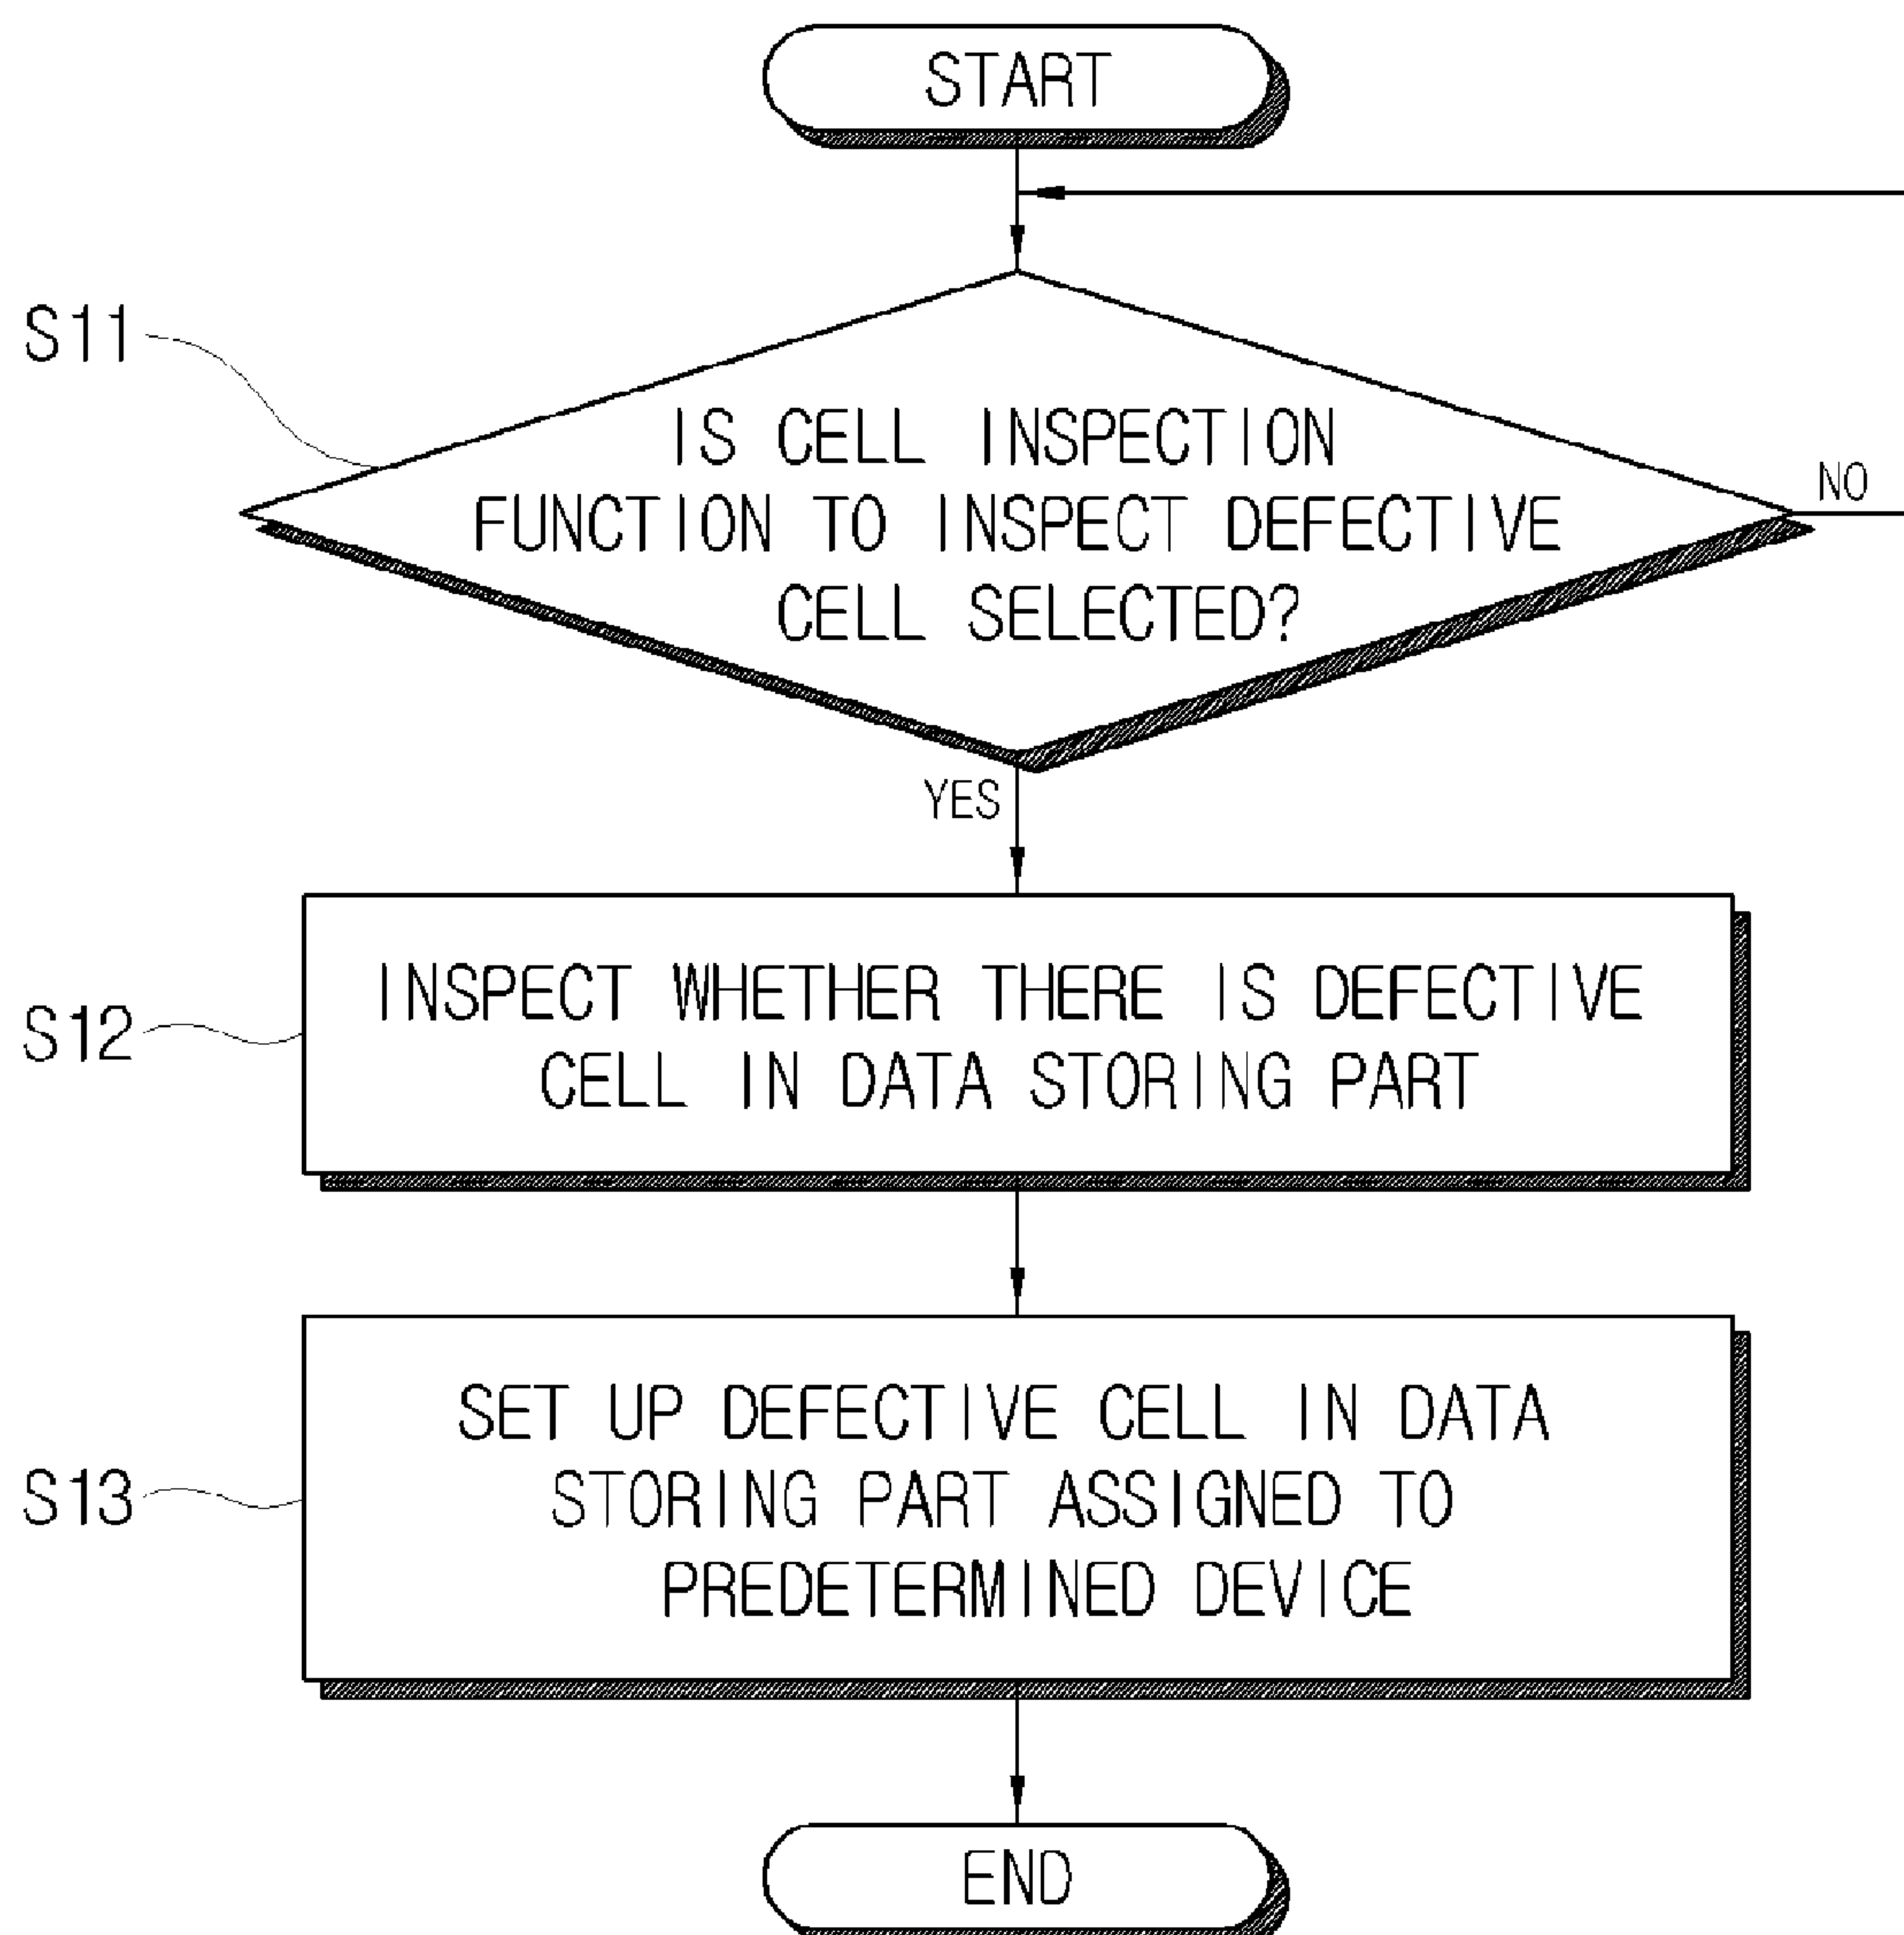 START
S11
IS CELL INSPECTION
FUNCTION TO INSPECT DEFECTIVE
CELL SELECTED?
NO
YES
S12
INSPECT WHETHER THERE IS DEFECTIVE
CELL IN DATA STORING PART
S13
SET UP DEFECTIVE CELL IN DATA
STORING PART ASSIGNED TO
PREDETERMINED DEVICE
END